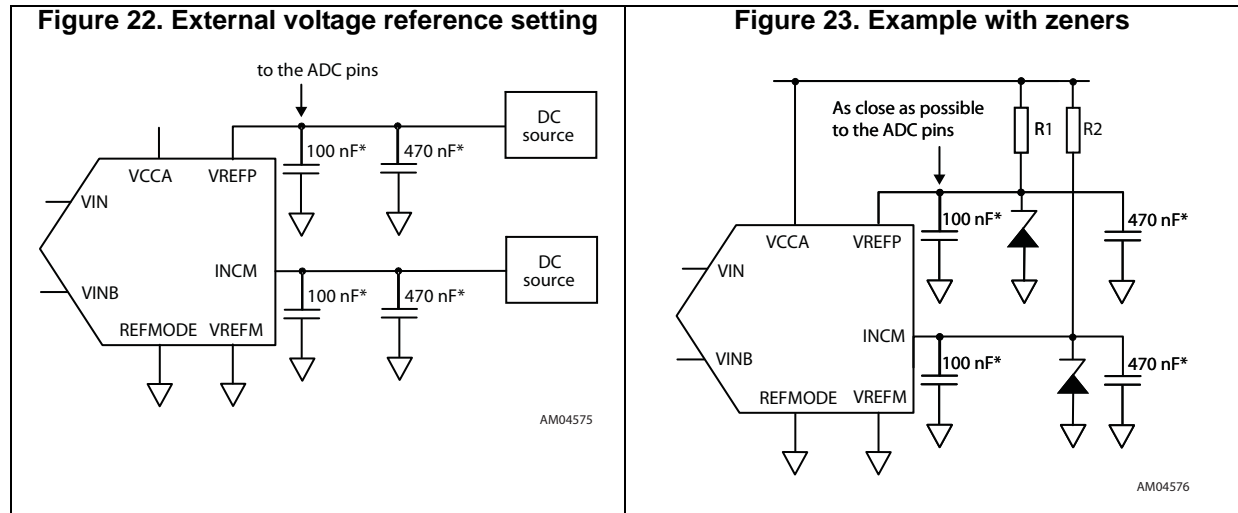 Figure 22. External voltage reference setting
to the ADC pins
DC
source
100 nF*
470 nF*
VCCA
VREFP
VIN
INCM
DC
source
VINB
100 nF*
470 nF*
REFMODE
VREFM
AM04575
Figure 23. Example with zeners
As close as possible
to the ADC pins
R1
R2
100 nF*
470 nF*
VCCA
VREFP
VIN
INCM
VINB
100 nF*
470 nF*
REFMODE
VREFM
AM04576